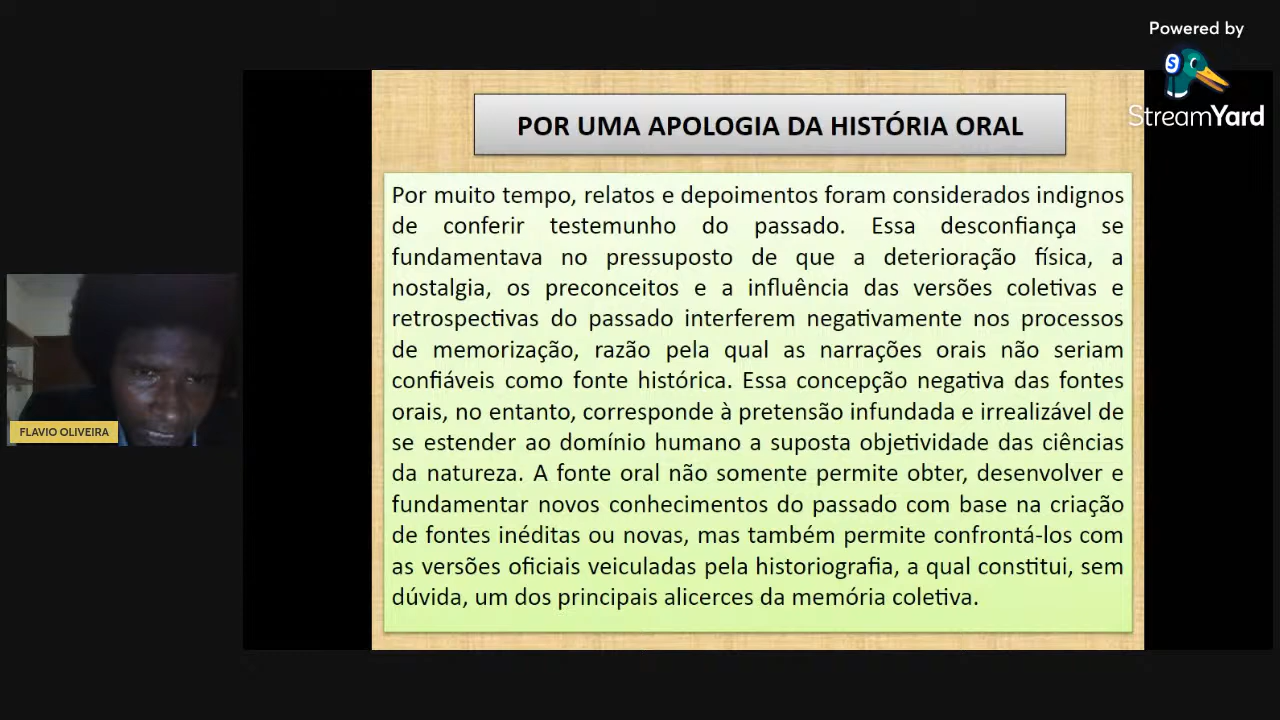 Powered by
StreamYard
POR UMA APOLOGIA DA HISTÓRIA ORAL
Por muito tempo, relatos e depoimentos foram considerados indignos
de conferir testemunho do passado. Essa desconfiança se
fundamentava no pressuposto de que a deterioração física, a
nostalgia, os preconceitos e a influência das versões coletivas e
retrospectivas do passado interferem negativamente nos processos
de memorização, razão pela qual as narrações orais não seriam
confiáveis como fonte histórica. Essa concepção negativa das fontes
orais, no entanto, corresponde à pretensão infundada e irrealizável de
se estender ao domínio humano a suposta objetividade das ciências
da natureza. A fonte oral não somente permite obter, desenvolver e
fundamentar novos conhecimentos do passado com base na criação
de fontes inéditas ou novas, mas também permite confrontá-los com
as versões oficiais veiculadas pela historiografia, a qual constitui, sem
dúvida, um dos principais alicerces da memória coletiva.
FLAVIO OLIVEIRA